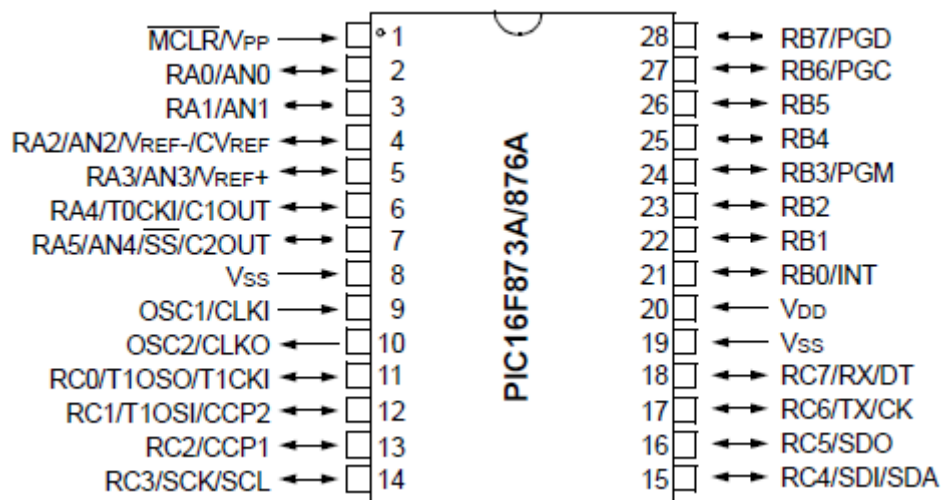 MCLR/VPP 1 28 RB7/PGD
RA0/AN0 2 27 RB6/PGC
RA1/AN1 3 26 RB5
RA2/AN2/VREF-/CVREF 4 25 RB4
RA3/AN3/VREF+ 5 24 RB3/PGM
RA4/T0CKI/C1OUT 6 23 RB2
RA5/AN4/SS/C2OUT 7 22 RB1
VSS 8 21 RB0/INT
OSC1/CLKI 9 20 VDD
OSC2/CLKO 10 19 VSS
RC0/T1OSO/T1CKI 11 18 RC7/RX/DT
RC1/T1OSI/CCP2 12 17 RC6/TX/CK
RC2/CCP1 13 16 RC5/SDO
RC3/SCK/SCL 14 15 RC4/SDI/SDA
PIC16F873A/876A